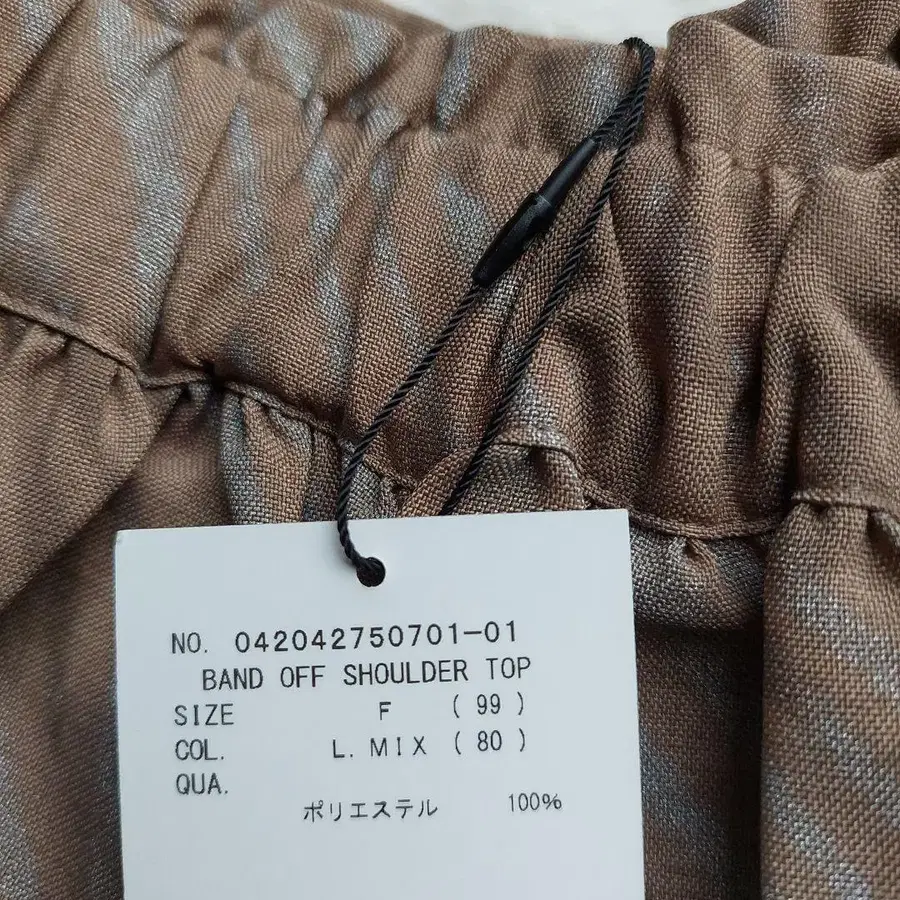 NO. 042042750701-01
BAND OFF SHOULDER TOP
SIZE F (99)
COL. L.MIX (80)
QUA.
ポリエステル 100%